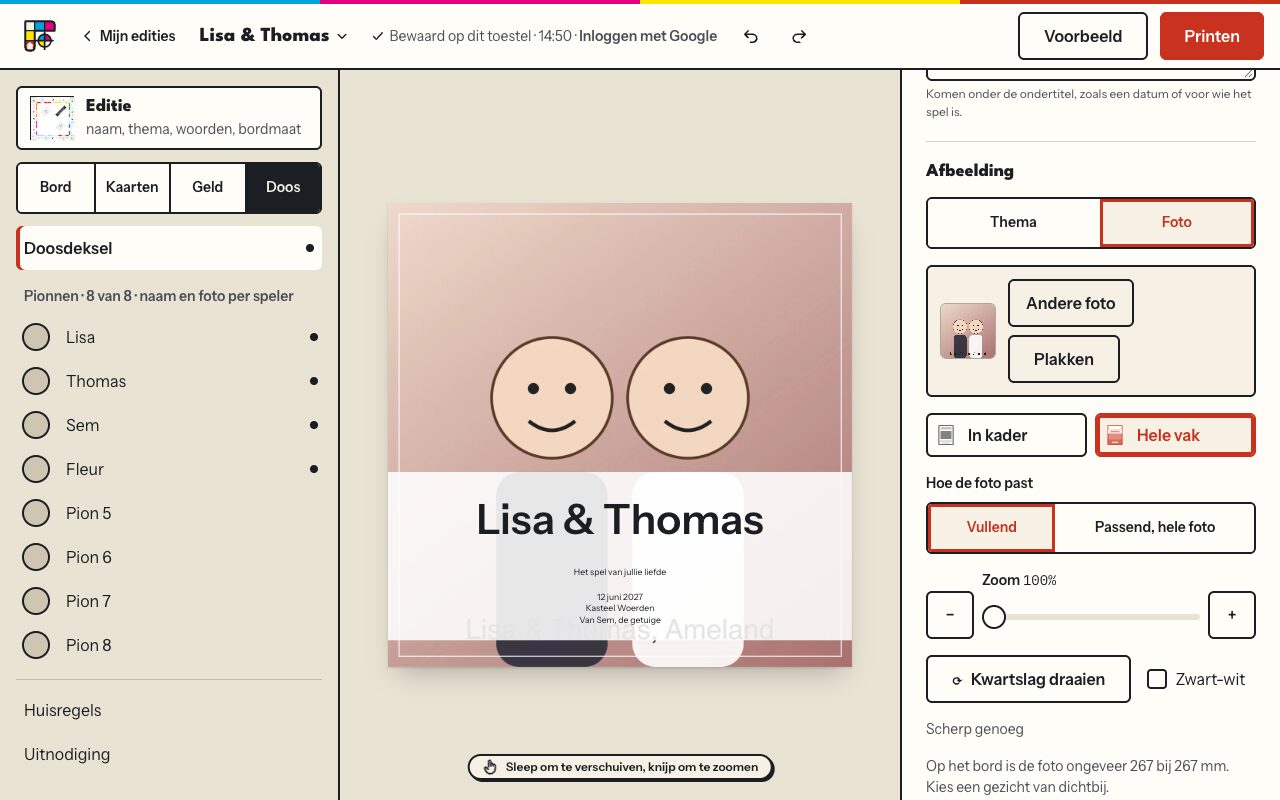 Mijn edities
Lisa & Thomas
Bewaard op dit toestel · 14:50 · Inloggen met Google
Voorbeeld
Printen
Editie
naam, thema, woorden, bordmaat
Bord
Kaarten
Geld
Doos
Doosdeksel
Pionnen · 8 van 8 · naam en foto per speler
Lisa
Thomas
Sem
Fleur
Pion 5
Pion 6
Pion 7
Pion 8
Huisregels
Uitnodiging
Lisa & Thomas
Het spel van jullie liefde
12 juni 2027
Kasteel Woerden
Van Sem, de getuige
Lisa & Thomas, Ameland
Sleep om te verschuiven, knijp om te zoomen
Komen onder de ondertitel, zoals een datum of voor wie het
spel is.
Afbeelding
Thema
Foto
Andere foto
Plakken
In kader
Hele vak
Hoe de foto past
Vullend
Passend, hele foto
Zoom 100%
−
+
Kwartslag draaien
Zwart-wit
Scherp genoeg
Op het bord is de foto ongeveer 267 bij 267 mm.
Kies een gezicht van dichtbij.